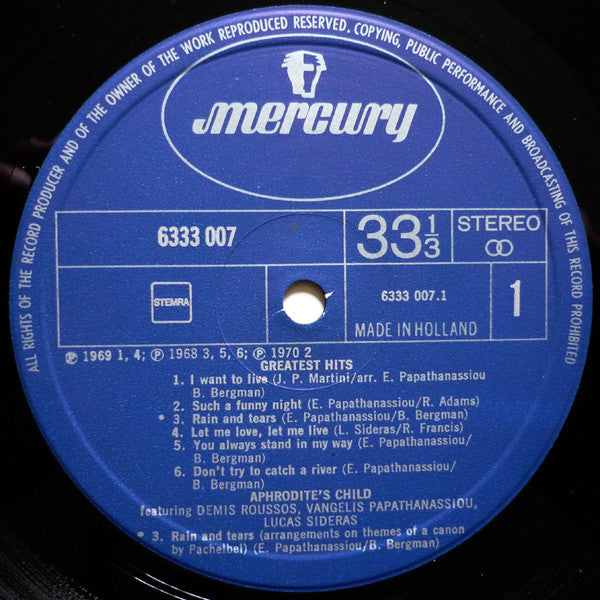 ALL RIGHTS OF THE RECORD PRODUCER AND OF THE OWNER OF THE WORK REPRODUCED RESERVED. COPYING, PUBLIC PERFORMANCE AND BROADCASTING OF THIS RECORD PROHIBITED
mercury
6333 007
33 1/3
STEREO
STEMRA
6333 007.1
MADE IN HOLLAND
1
Ⓟ 1969 1, 4; Ⓟ 1968 3, 5, 6; Ⓟ 1970 2
GREATEST HITS
1. I want to live (J. P. Martini/arr. E. Papathanassiou
B. Bergman)
2. Such a funny night (E. Papathanassiou/R. Adams)
* 3. Rain and tears (E. Papathanassiou/B. Bergman)
4. Let me love, let me live (L. Sideras/R. Francis)
5. You always stand in my way (E. Papathanassiou/
B. Bergman)
6. Don't try to catch a river (E. Papathanassiou/
B. Bergman)
APHRODITE'S CHILD
featuring DEMIS ROUSSOS, VANGELIS PAPATHANASSIOU,
LUCAS SIDERAS
* 3. Rain and tears (arrangements on themes of a canon
by Pachelbel) (E. Papathanassiou/B. Bergman)